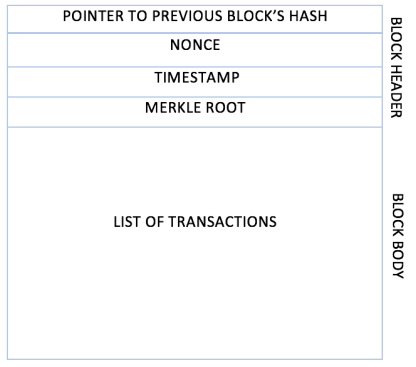 POINTER TO PREVIOUS BLOCK'S HASH
NONCE
TIMESTAMP
MERKLE ROOT
BLOCK HEADER
LIST OF TRANSACTIONS
BLOCK BODY